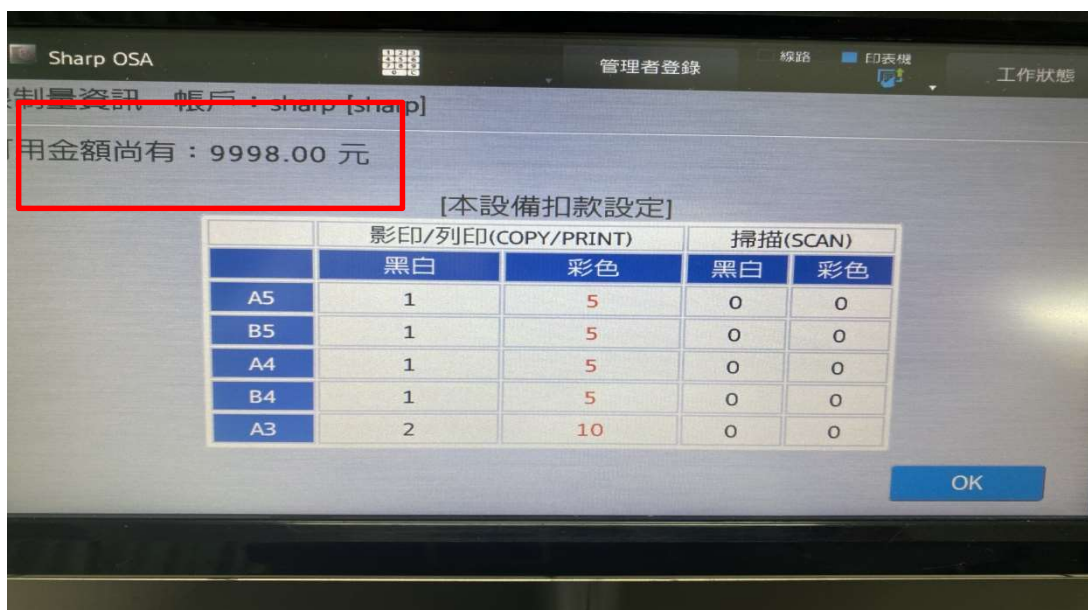 Sharp OSA
管理者登錄
線路
印表機
工作狀態
制量資訊 帳戶：sharp [sharp]
用金額尚有：9998.00 元
[本設備扣款設定]
影印/列印(COPY/PRINT) 掃描(SCAN)
黑白 彩色 黑白 彩色
A5 1 5 0 0
B5 1 5 0 0
A4 1 5 0 0
B4 1 5 0 0
A3 2 10 0 0
OK